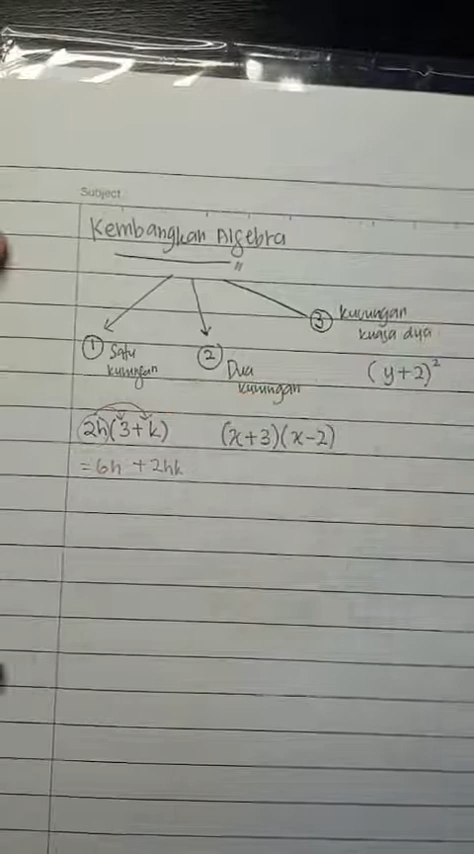 Subject
Kembangkan Algebra
① Satu
kurungan
② Dua
kurungan
③ kurungan
kuasa dua
(y+2)²
2h(3+k)
= 6h + 2hk
(x+3)(x-2)